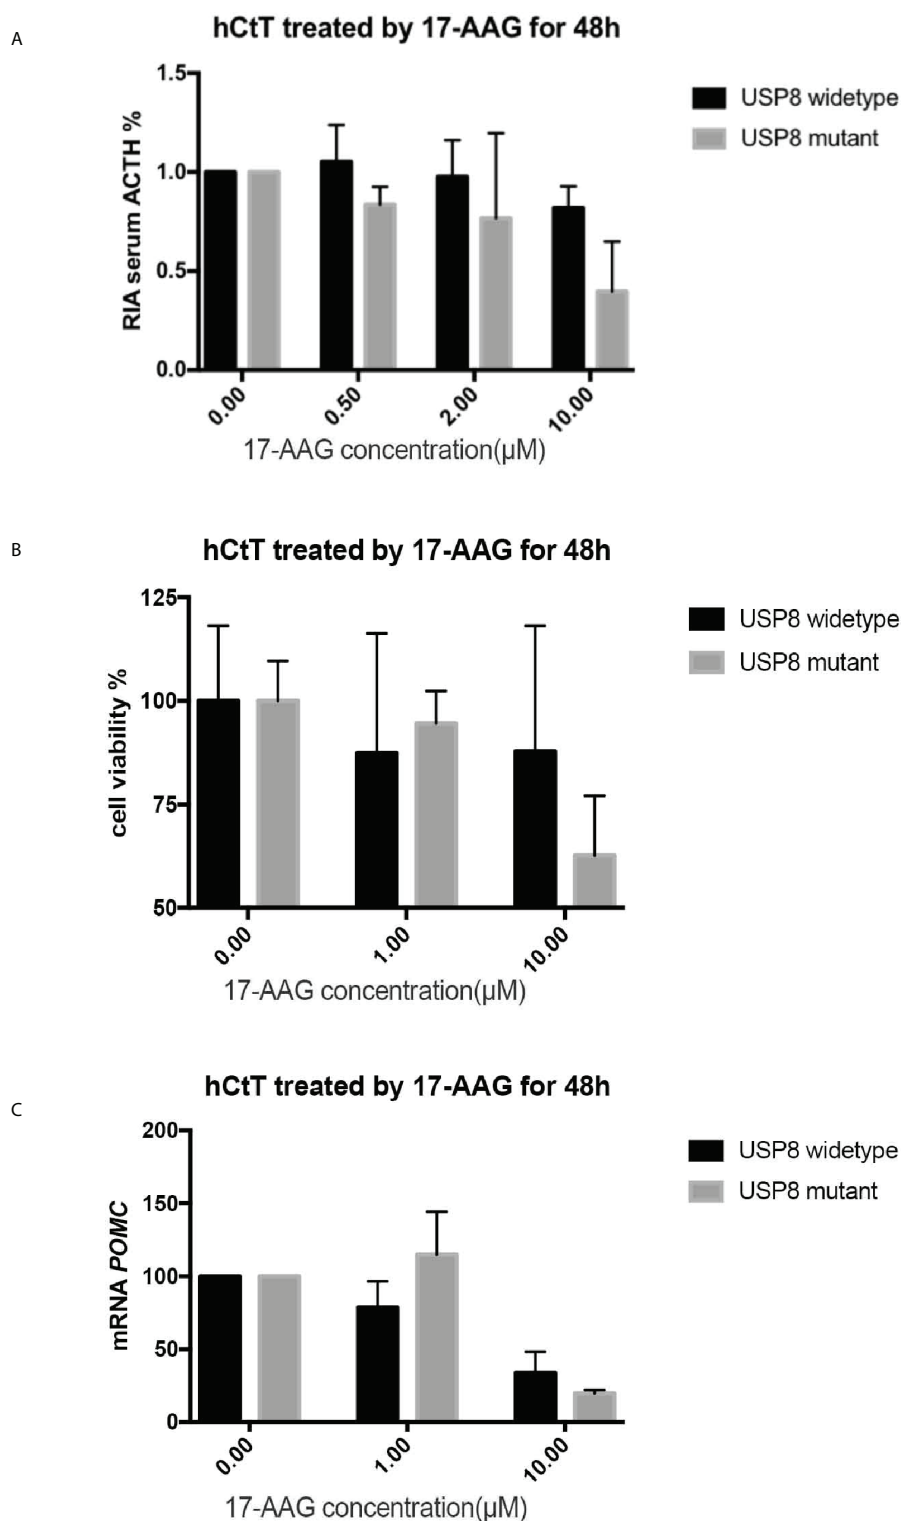 A
hCtT treated by 17-AAG for 48h
1.5
1.0
0.5
0.0
RIA serum ACTH %
0.00
0.50
2.00
10.00
17-AAG concentration(μM)
USP8 widetype
USP8 mutant
B
hCtT treated by 17-AAG for 48h
125
100
75
50
cell viability %
0.00
1.00
10.00
17-AAG concentration(μM)
USP8 widetype
USP8 mutant
C
hCtT treated by 17-AAG for 48h
200
150
100
50
0
mRNA POMC
0.00
1.00
10.00
17-AAG concentration(μM)
USP8 widetype
USP8 mutant